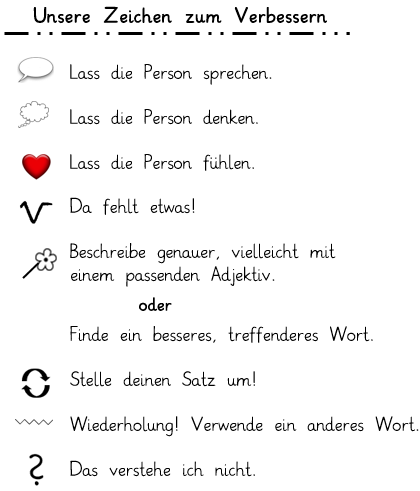 Unsere Zeichen zum Verbessern
Lass die Person sprechen.
Lass die Person denken.
Lass die Person fühlen.
Da fehlt etwas!
Beschreibe genauer, vielleicht mit
einem passenden Adjektiv.
oder
Finde ein besseres, treffenderes Wort.
Stelle deinen Satz um!
Wiederholung! Verwende ein anderes Wort.
? Das verstehe ich nicht.